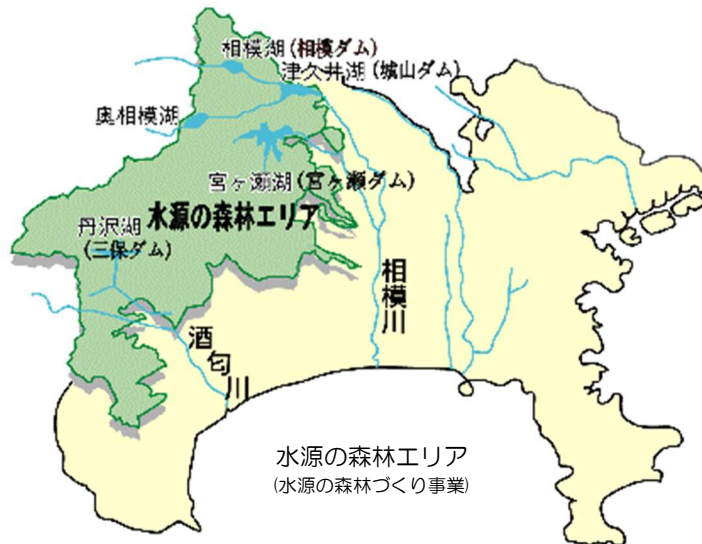 相模湖(相模ダム)
津久井湖(城山ダム)
奥相模湖
宮ヶ瀬湖(宮ヶ瀬ダム)
水源の森林エリア
丹沢湖
(三保ダム)
相模川
酒匂川
水源の森林エリア
(水源の森林づくり事業)